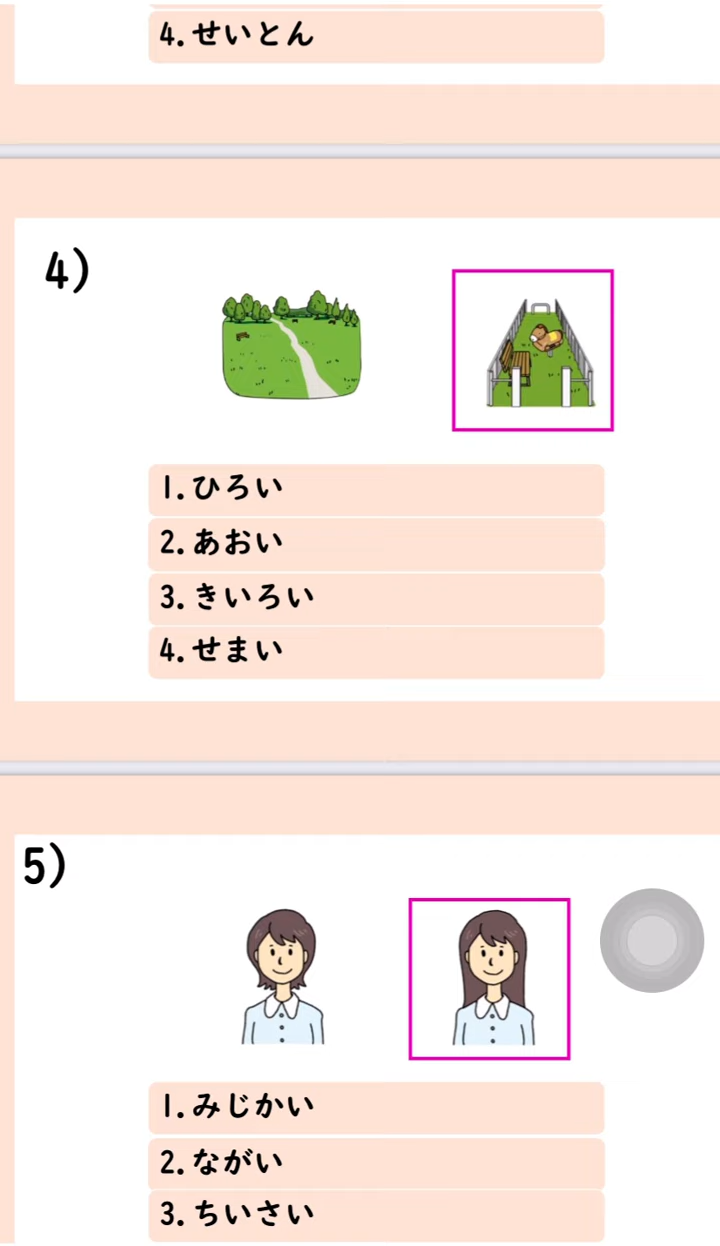 4. せいとん
4)
1. ひろい
2. あおい
3. きいろい
4. せまい
5)
1. みじかい
2. ながい
3. ちいさい